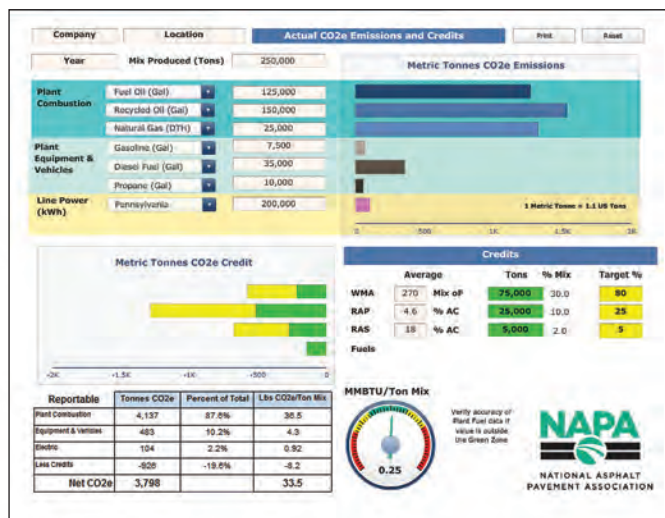 Company Location Actual CO2e Emissions and Credits Print Reset
Year Mix Produced (Tons) 250,000
Metric Tonnes CO2e Emissions
Plant Combustion
Fuel Oil (Gal) 125,000
Recycled Oil (Gal) 150,000
Natural Gas (DTH) 25,000
Plant Equipment & Vehicles
Gasoline (Gal) 7,500
Diesel Fuel (Gal) 35,000
Propane (Gal) 10,000
Line Power (kWh)
Pennsylvania 200,000
1 Metric Tonne = 1.1 US Tons
0 500 1K 1.5K 2K
Metric Tonnes CO2e Credit
-2K -1.5K -1K -500 0
Credits
Average Tons % Mix Target %
WMA 270 Mix oF 75,000 30.0 80
RAP 4.6 % AC 25,000 10.0 25
RAS 18 % AC 5,000 2.0 5
Fuels
Reportable Tonnes CO2e Percent of Total Lbs CO2e/Ton Mix
Plant Combustion 4,137 87.6% 36.5
Equipment & Vehicles 483 10.2% 4.3
Electric 104 2.2% 0.92
Less Credits -926 -19.6% -8.2
Net CO2e 3,798 33.5
MMBTU/Ton Mix
0.25
Verify accuracy of
Plant Fuel data if
value is outside
the Green Zone
NAPA
NATIONAL ASPHALT
PAVEMENT ASSOCIATION